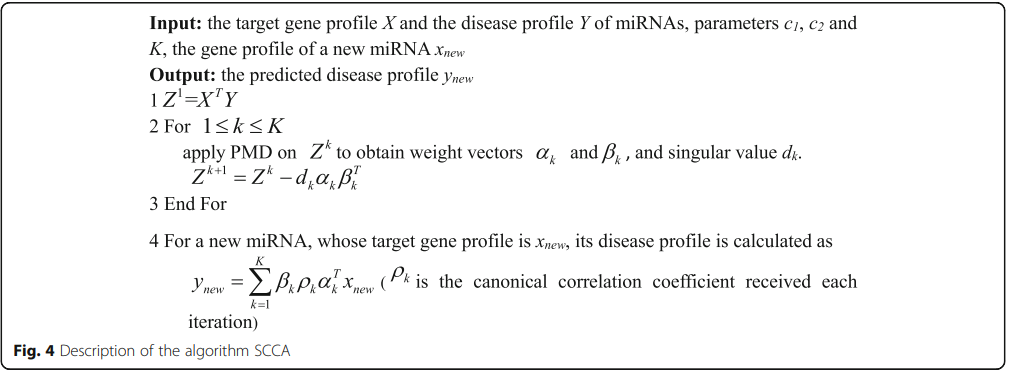 Input: the target gene profile X and the disease profile Y of miRNAs, parameters c₁, c₂ and
K, the gene profile of a new miRNA xₙₑw
Output: the predicted disease profile yₙₑw
1 Z¹=XᵀY
2 For 1≤k≤K
apply PMD on Zᵏ to obtain weight vectors αₖ and βₖ, and singular value dₖ.
Zᵏ⁺¹ = Zᵏ − dₖαₖβₖᵀ
3 End For
4 For a new miRNA, whose target gene profile is xₙₑw, its disease profile is calculated as
yₙₑw = ∑ₖ₌₁ᴷ βₖρₖαₖᵀxₙₑw ( ρₖ is the canonical correlation coefficient received each
iteration)
Fig. 4 Description of the algorithm SCCA